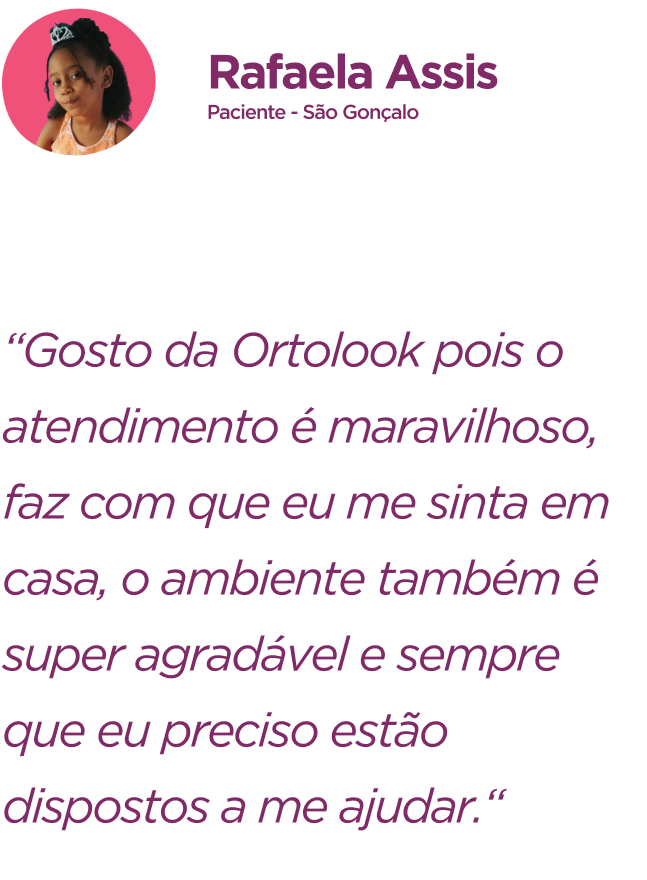 Rafaela Assis
Paciente - São Gonçalo
“Gosto da Ortolook pois o
atendimento é maravilhoso,
faz com que eu me sinta em
casa, o ambiente também é
super agradável e sempre
que eu preciso estão
dispostos a me ajudar.“